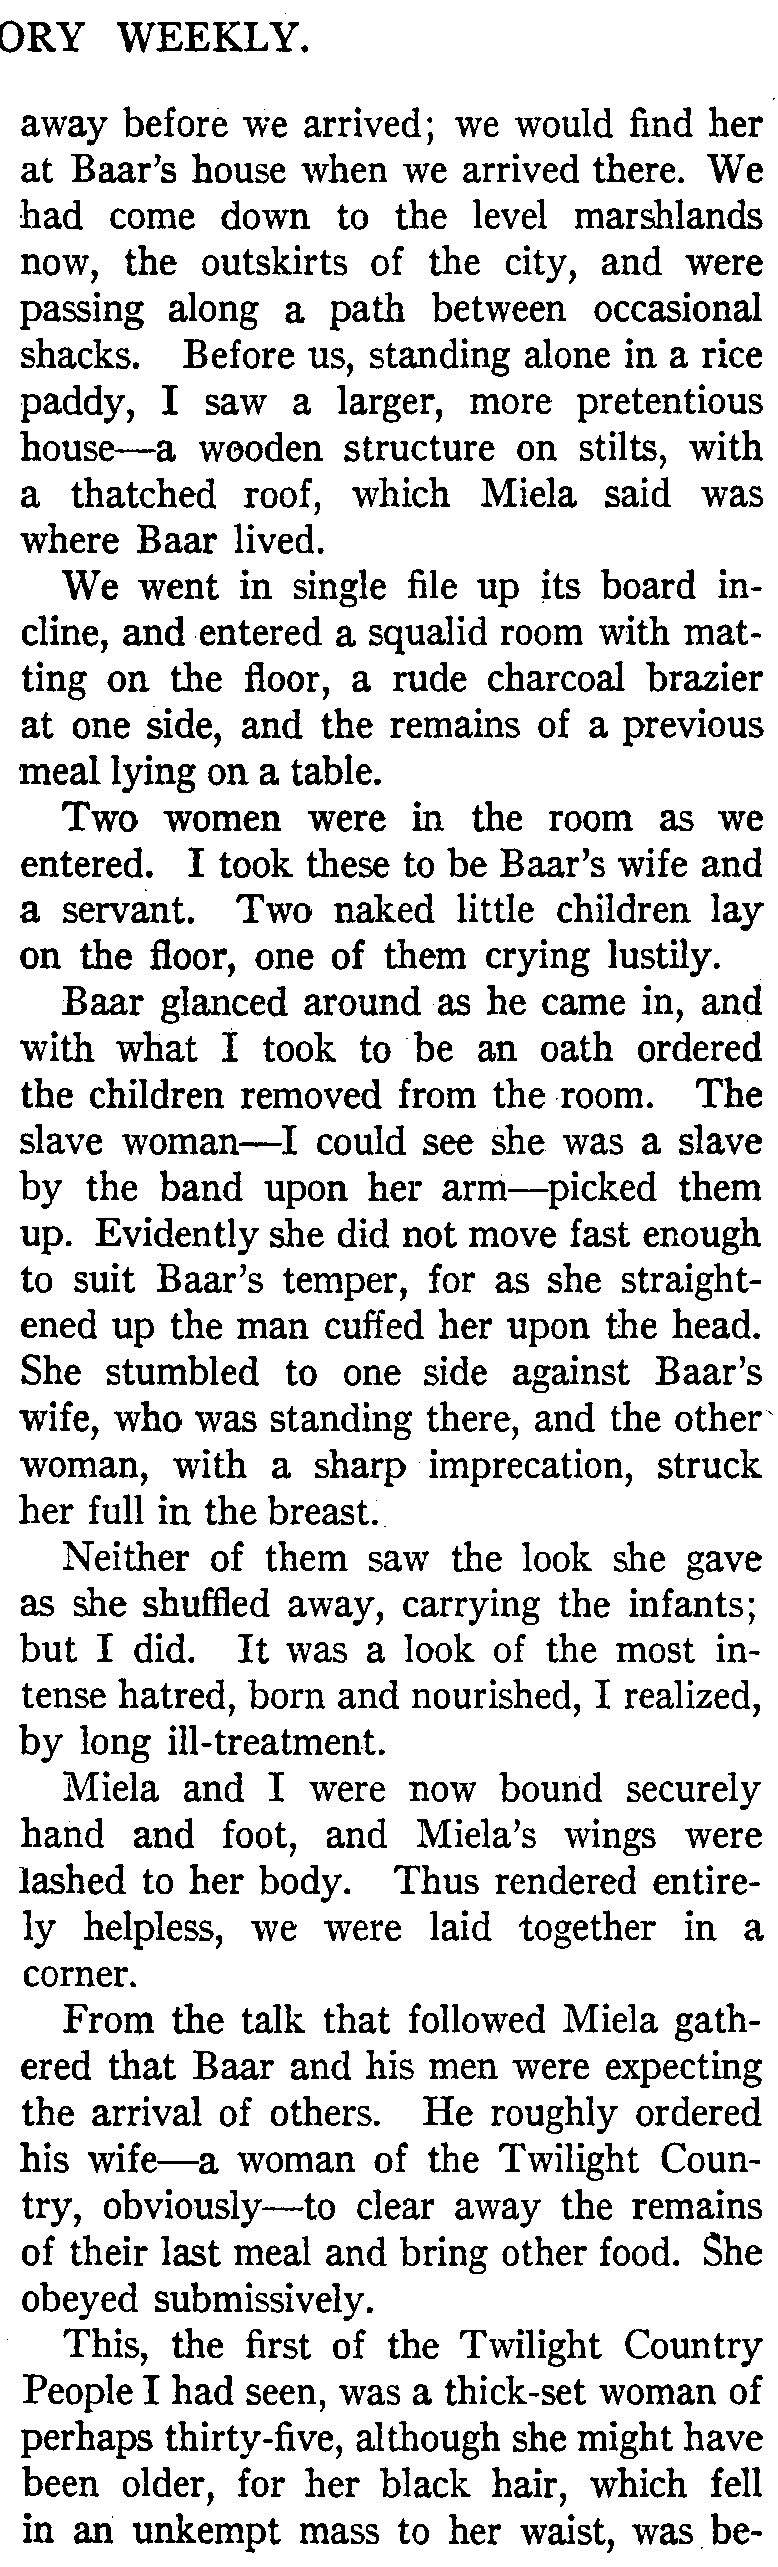 ORY WEEKLY.
away before we arrived; we would find her
at Baar's house when we arrived there. We
had come down to the level marshlands
now, the outskirts of the city, and were
passing along a path between occasional
shacks. Before us, standing alone in a rice
paddy, I saw a larger, more pretentious
house—a wooden structure on stilts, with
a thatched roof, which Miela said was
where Baar lived.
We went in single file up its board in-
cline, and entered a squalid room with mat-
ting on the floor, a rude charcoal brazier
at one side, and the remains of a previous
meal lying on a table.
Two women were in the room as we
entered. I took these to be Baar's wife and
a servant. Two naked little children lay
on the floor, one of them crying lustily.
Baar glanced around as he came in, and
with what I took to be an oath ordered
the children removed from the room. The
slave woman—I could see she was a slave
by the band upon her arm—picked them
up. Evidently she did not move fast enough
to suit Baar's temper, for as she straight-
ened up the man cuffed her upon the head.
She stumbled to one side against Baar's
wife, who was standing there, and the other
woman, with a sharp imprecation, struck
her full in the breast.
Neither of them saw the look she gave
as she shuffled away, carrying the infants;
but I did. It was a look of the most in-
tense hatred, born and nourished, I realized,
by long ill-treatment.
Miela and I were now bound securely
hand and foot, and Miela's wings were
lashed to her body. Thus rendered entire-
ly helpless, we were laid together in a
corner.
From the talk that followed Miela gath-
ered that Baar and his men were expecting
the arrival of others. He roughly ordered
his wife—a woman of the Twilight Coun-
try, obviously—to clear away the remains
of their last meal and bring other food. She
obeyed submissively.
This, the first of the Twilight Country
People I had seen, was a thick-set woman of
perhaps thirty-five, although she might have
been older, for her black hair, which fell
in an unkempt mass to her waist, was be-